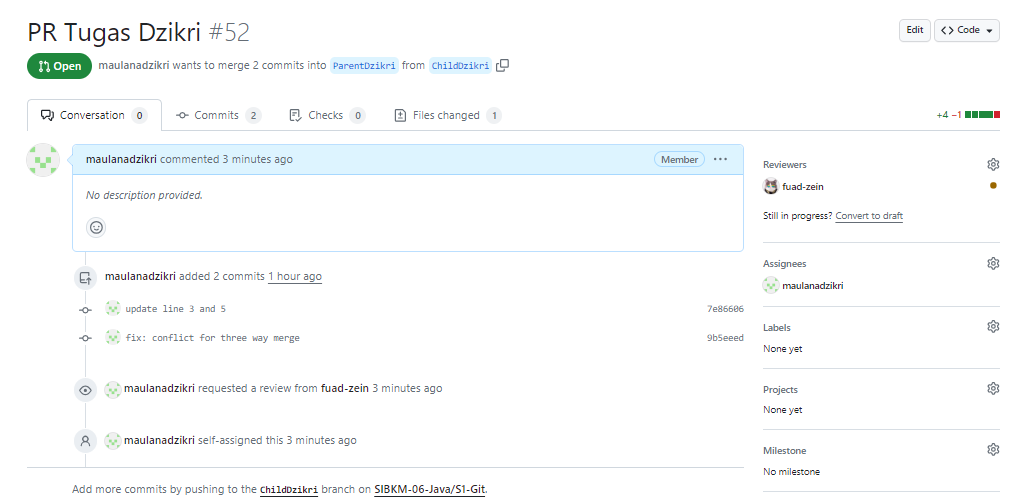 PR Tugas Dzikri #52
Edit
Code
Open
maulanadzikri wants to merge 2 commits into ParentDzikri from ChildDzikri
Conversation 0
Commits 2
Checks 0
Files changed 1
+4 −1
maulanadzikri commented 3 minutes ago
Member
No description provided.
maulanadzikri added 2 commits 1 hour ago
update line 3 and 5
7e86606
fix: conflict for three way merge
9b5eeed
maulanadzikri requested a review from fuad-zein 3 minutes ago
maulanadzikri self-assigned this 3 minutes ago
Add more commits by pushing to the ChildDzikri branch on SIBKM-06-Java/S1-Git.
Reviewers
fuad-zein
Still in progress? Convert to draft
Assignees
maulanadzikri
Labels
None yet
Projects
None yet
Milestone
No milestone